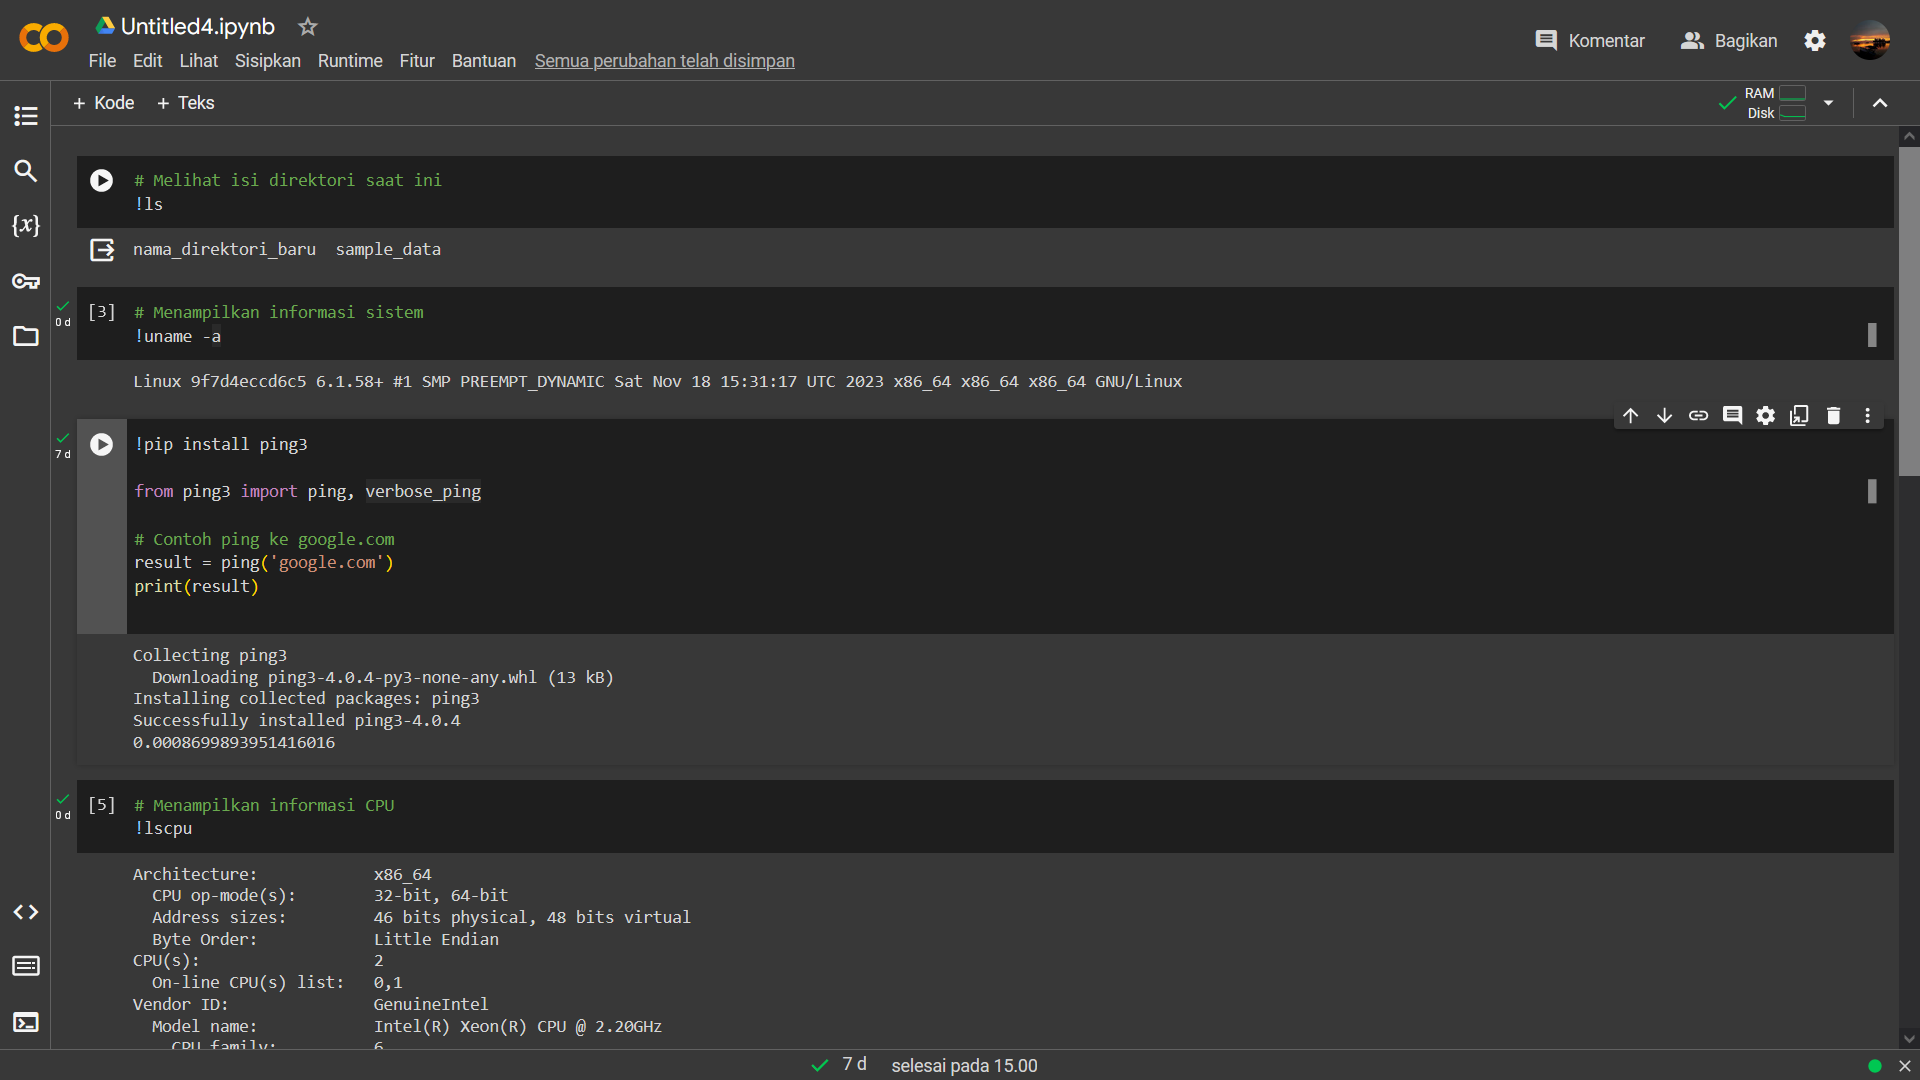 Untitled4.ipynb
File Edit Lihat Sisipkan Runtime Fitur Bantuan Semua perubahan telah disimpan
Komentar Bagikan
+ Kode + Teks
RAM
Disk
# Melihat isi direktori saat ini
!ls
nama_direktori_baru sample_data
0 d
[3] # Menampilkan informasi sistem
!uname -a
Linux 9f7d4eccd6c5 6.1.58+ #1 SMP PREEMPT_DYNAMIC Sat Nov 18 15:31:17 UTC 2023 x86_64 x86_64 x86_64 GNU/Linux
7 d
!pip install ping3
from ping3 import ping, verbose_ping
# Contoh ping ke google.com
result = ping('google.com')
print(result)
Collecting ping3
Downloading ping3-4.0.4-py3-none-any.whl (13 kB)
Installing collected packages: ping3
Successfully installed ping3-4.0.4
0.0008699893951416016
0 d
[5] # Menampilkan informasi CPU
!lscpu
Architecture: x86_64
CPU op-mode(s): 32-bit, 64-bit
Address sizes: 46 bits physical, 48 bits virtual
Byte Order: Little Endian
CPU(s): 2
On-line CPU(s) list: 0,1
Vendor ID: GenuineIntel
Model name: Intel(R) Xeon(R) CPU @ 2.20GHz
CPU family: 6
7 d selesai pada 15.00